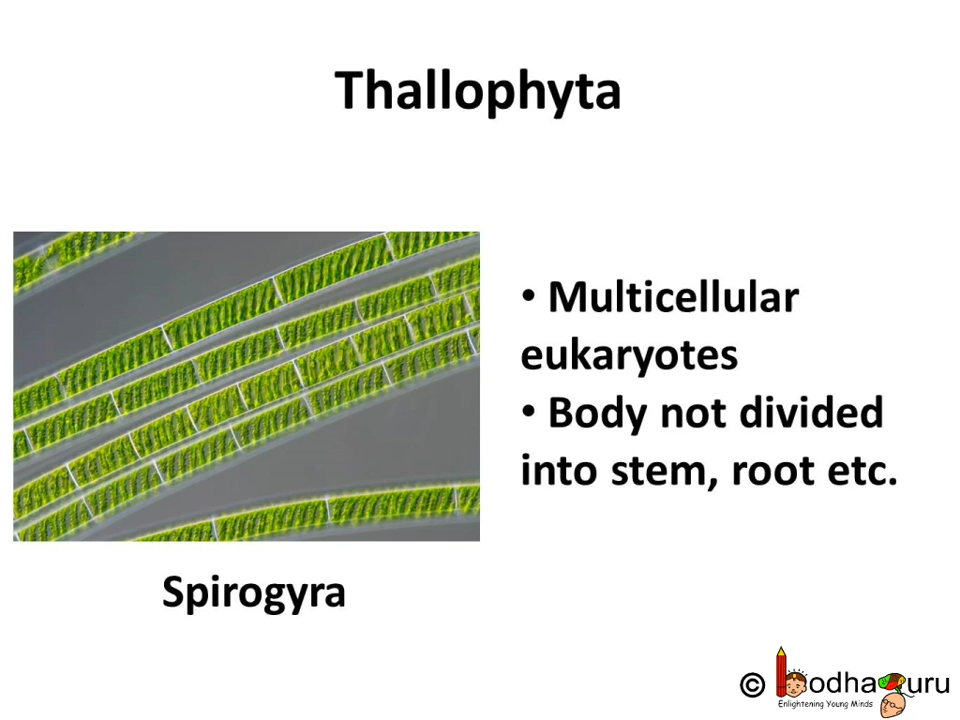 Thallophyta
• Multicellular
eukaryotes
• Body not divided
into stem, root etc.
Spirogyra
© bodhaguru
Enlightening Young Minds